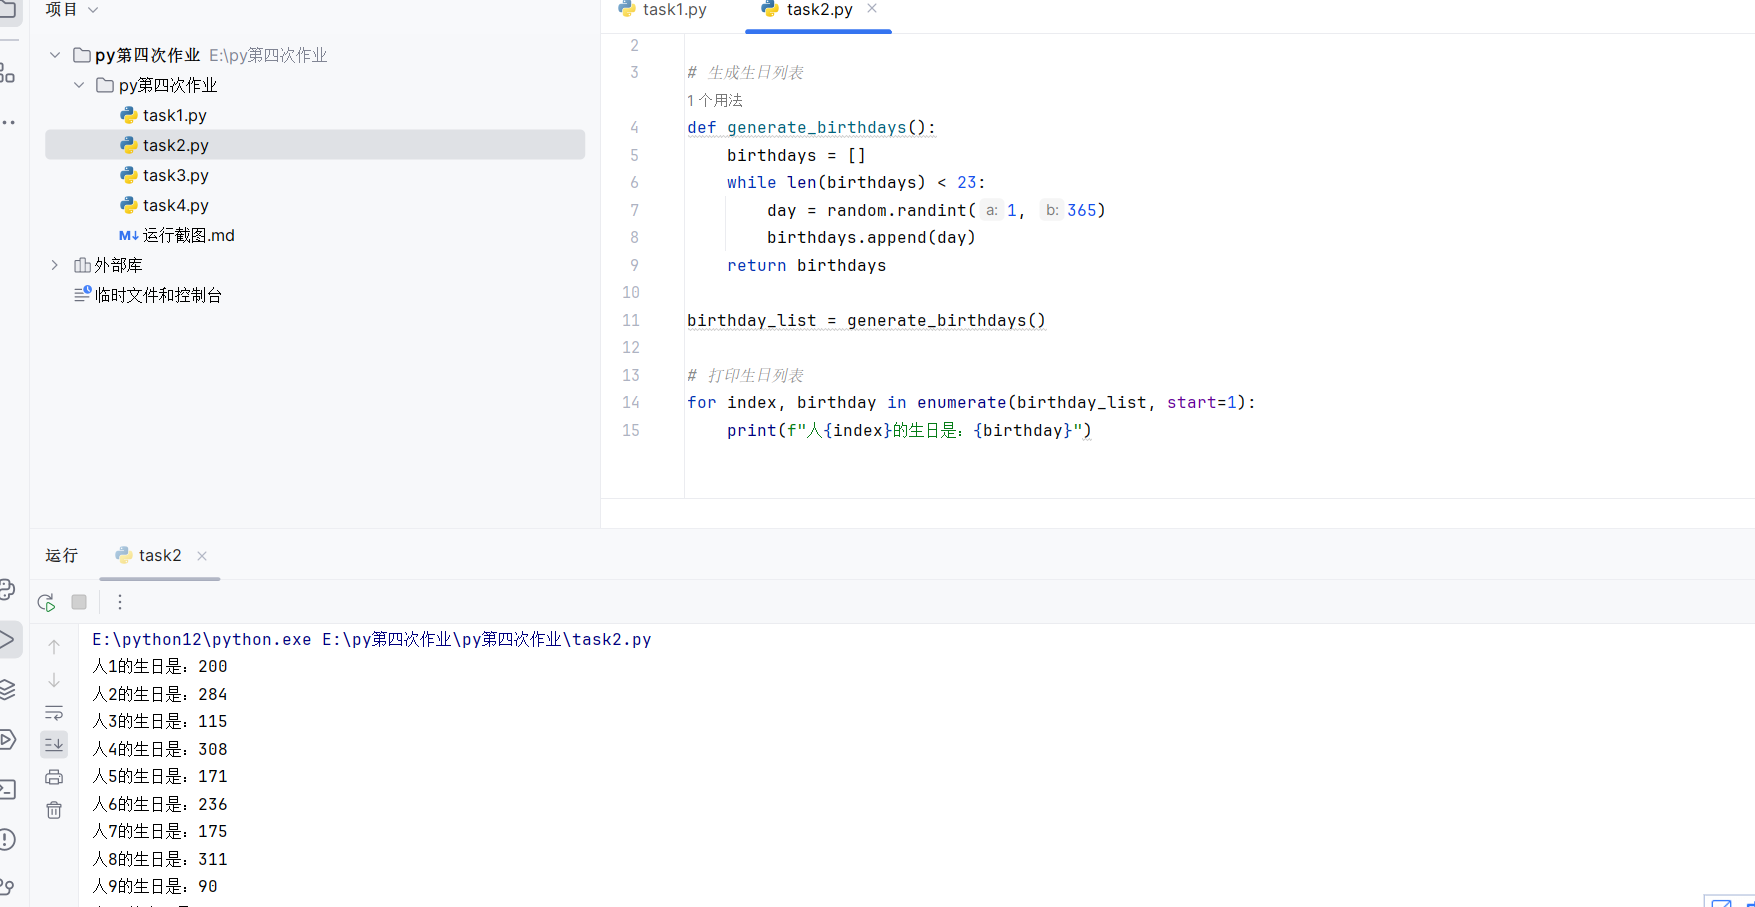 项目
task1.py
task2.py
py第四次作业 E:\py第四次作业
py第四次作业
task1.py
task2.py
task3.py
task4.py
M↓ 运行截图.md
外部库
临时文件和控制台
2
3 # 生成生日列表
1 个用法
4 def generate_birthdays():
5 birthdays = []
6 while len(birthdays) < 23:
7 day = random.randint( a: 1, b: 365)
8 birthdays.append(day)
9 return birthdays
10
11 birthday_list = generate_birthdays()
12
13 # 打印生日列表
14 for index, birthday in enumerate(birthday_list, start=1):
15 print(f"人{index}的生日是：{birthday}")
运行 task2
E:\python12\python.exe E:\py第四次作业\py第四次作业\task2.py
人1的生日是：200
人2的生日是：284
人3的生日是：115
人4的生日是：308
人5的生日是：171
人6的生日是：236
人7的生日是：175
人8的生日是：311
人9的生日是：90